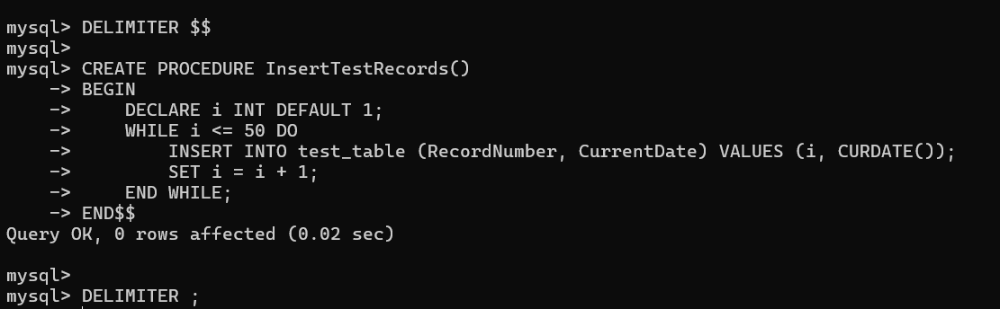 mysql> DELIMITER $$
mysql>
mysql> CREATE PROCEDURE InsertTestRecords()
    -> BEGIN
    ->     DECLARE i INT DEFAULT 1;
    ->     WHILE i <= 50 DO
    ->         INSERT INTO test_table (RecordNumber, CurrentDate) VALUES (i, CURDATE());
    ->         SET i = i + 1;
    ->     END WHILE;
    -> END$$
Query OK, 0 rows affected (0.02 sec)

mysql>
mysql> DELIMITER ;